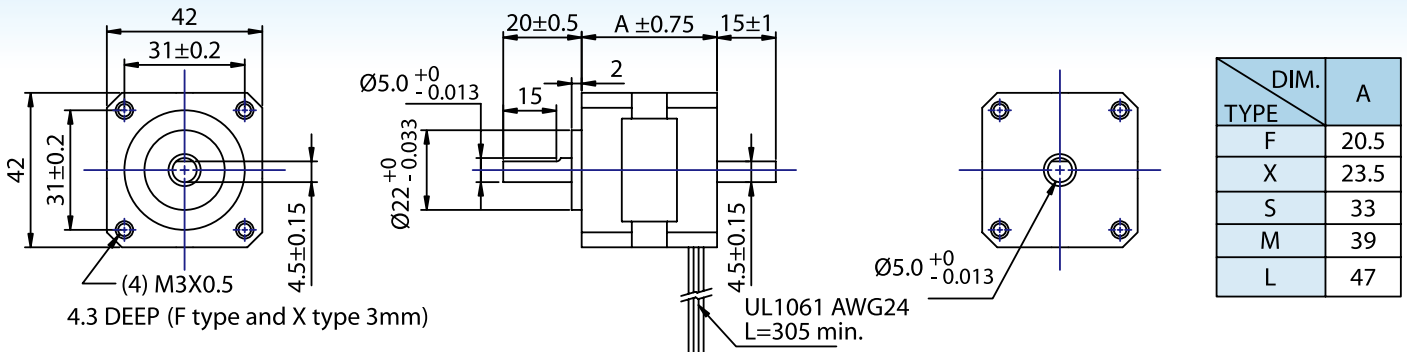 42
31±0.2
42
31±0.2
4.5±0.15
(4) M3X0.5
4.3 DEEP (F type and X type 3mm)
20±0.5
A ±0.75
15±1
2
Ø5.0 +0 - 0.013
15
Ø22 +0 - 0.033
4.5±0.15
UL1061 AWG24
L=305 min.
Ø5.0 +0 - 0.013
DIM. A
TYPE
F 20.5
X 23.5
S 33
M 39
L 47